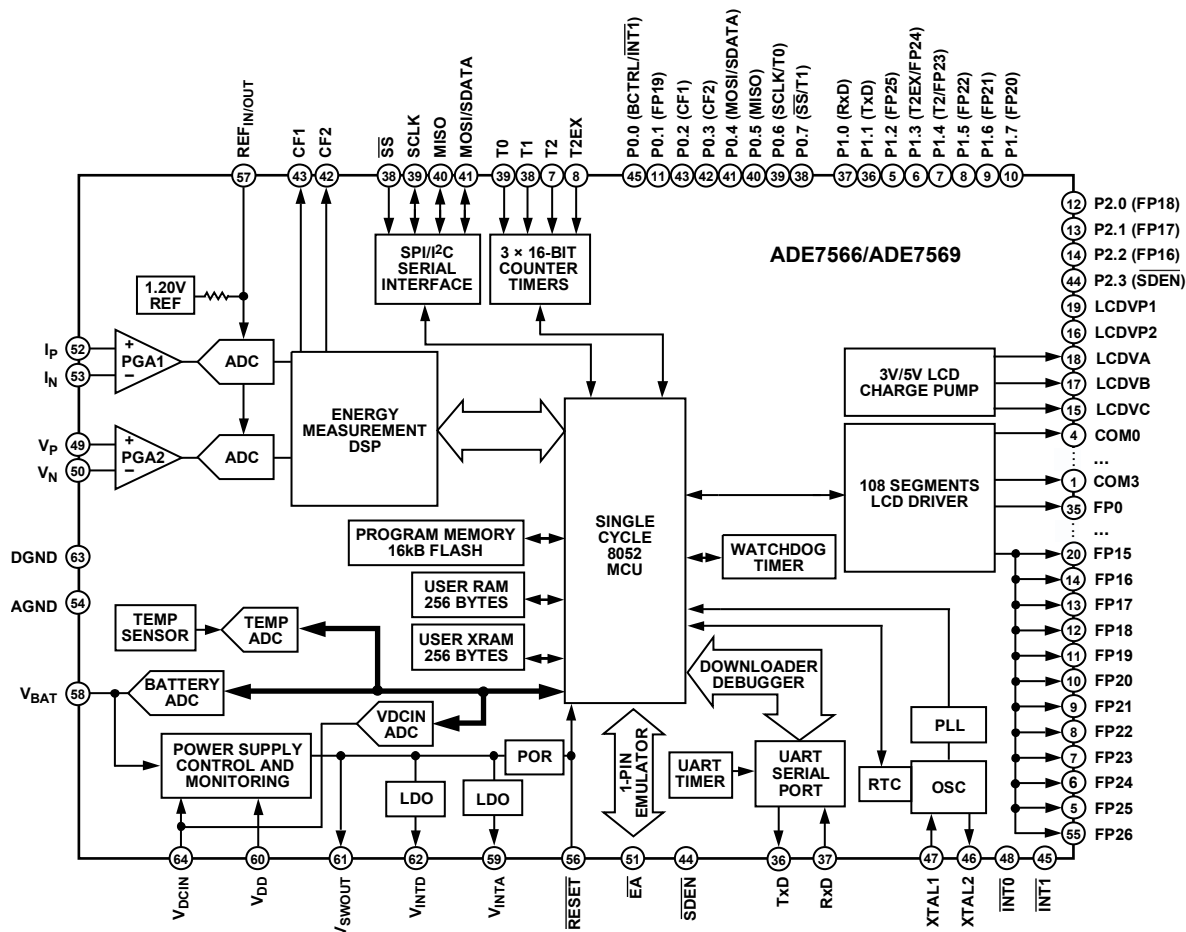 REF IN/OUT
CF1
CF2
SS
SCLK
MISO
MOSI/SDATA
T0
T1
T2
T2EX
P0.0 (BCTRL/INT1)
P0.1 (FP19)
P0.2 (CF1)
P0.3 (CF2)
P0.4 (MOSI/SDATA)
P0.5 (MISO)
P0.6 (SCLK/T0)
P0.7 (SS/T1)
P1.0 (RxD)
P1.1 (TxD)
P1.2 (FP25)
P1.3 (T2EX/FP24)
P1.4 (T2/FP23)
P1.5 (FP22)
P1.6 (FP21)
P1.7 (FP20)
57 43 42 38 39 40 41 39 38 7 8 45 11 43 42 41 40 39 38 37 36 5 6 7 8 9 10
12 P2.0 (FP18)
13 P2.1 (FP17)
14 P2.2 (FP16)
44 P2.3 (SDEN)
19 LCDVP1
16 LCDVP2
18 LCDVA
17 LCDVB
15 LCDVC
4 COM0
...
1 COM3
35 FP0
...
20 FP15
14 FP16
13 FP17
12 FP18
11 FP19
10 FP20
9 FP21
8 FP22
7 FP23
6 FP24
5 FP25
55 FP26
ADE7566/ADE7569
SPI/I2C
SERIAL
INTERFACE
3 × 16-BIT
COUNTER
TIMERS
1.20V
REF
IP 52
IN 53
+
PGA1
−
ADC
VP 49
VN 50
+
PGA2
−
ADC
ENERGY
MEASUREMENT
DSP
3V/5V LCD
CHARGE PUMP
108 SEGMENTS
LCD DRIVER
SINGLE
CYCLE
8052
MCU
PROGRAM MEMORY
16kB FLASH
USER RAM
256 BYTES
USER XRAM
256 BYTES
WATCHDOG
TIMER
DGND 63
AGND 54
TEMP
SENSOR
TEMP
ADC
VBAT 58
BATTERY
ADC
VDCIN
ADC
POWER SUPPLY
CONTROL AND
MONITORING
LDO
LDO
POR
1-PIN
EMULATOR
DOWNLOADER
DEBUGGER
UART
TIMER
UART
SERIAL
PORT
PLL
RTC
OSC
64 60 61 62 59 56 51 44 36 37 47 46 48 45
VDCIN
VDD
VSWOUT
VINTD
VINTA
RESET
EA
SDEN
TxD
RxD
XTAL1
XTAL2
INT0
INT1